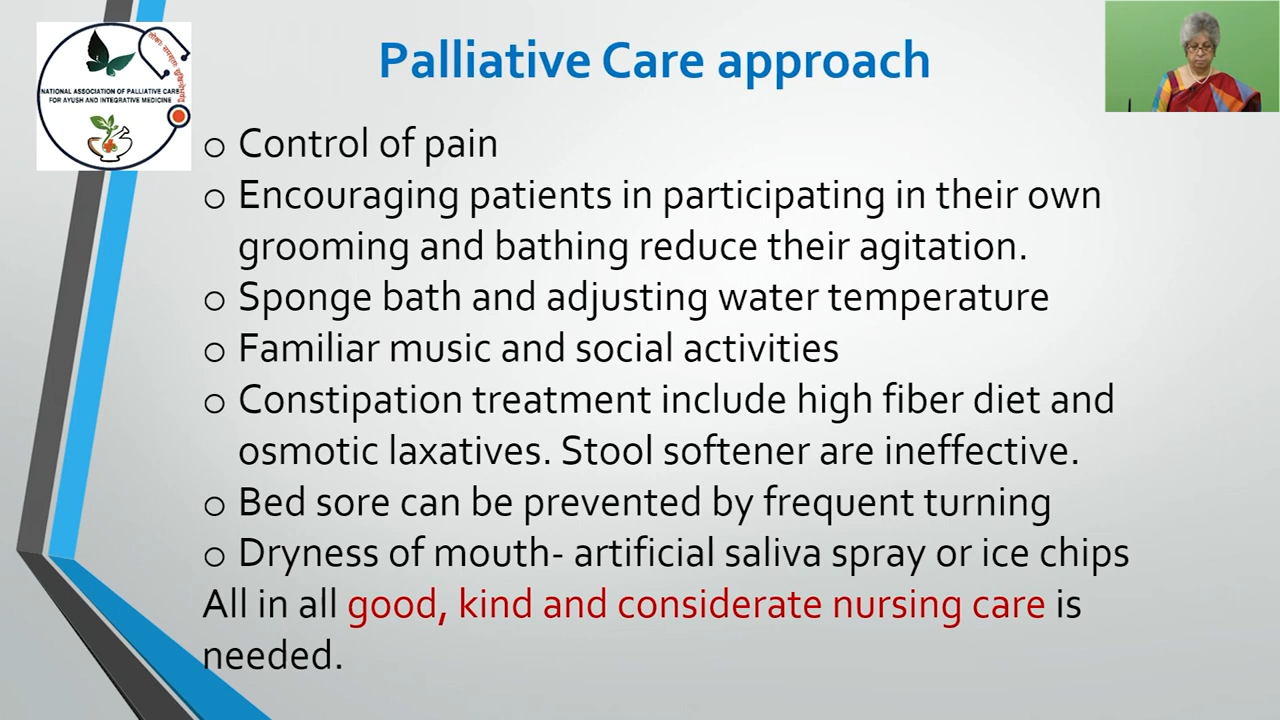 Palliative Care approach
NATIONAL ASSOCIATION OF PALLIATIVE CARE
FOR AYUSH AND INTEGRATIVE MEDICINE
o Control of pain
o Encouraging patients in participating in their own
grooming and bathing reduce their agitation.
o Sponge bath and adjusting water temperature
o Familiar music and social activities
o Constipation treatment include high fiber diet and
osmotic laxatives. Stool softener are ineffective.
o Bed sore can be prevented by frequent turning
o Dryness of mouth- artificial saliva spray or ice chips
All in all good, kind and considerate nursing care is
needed.